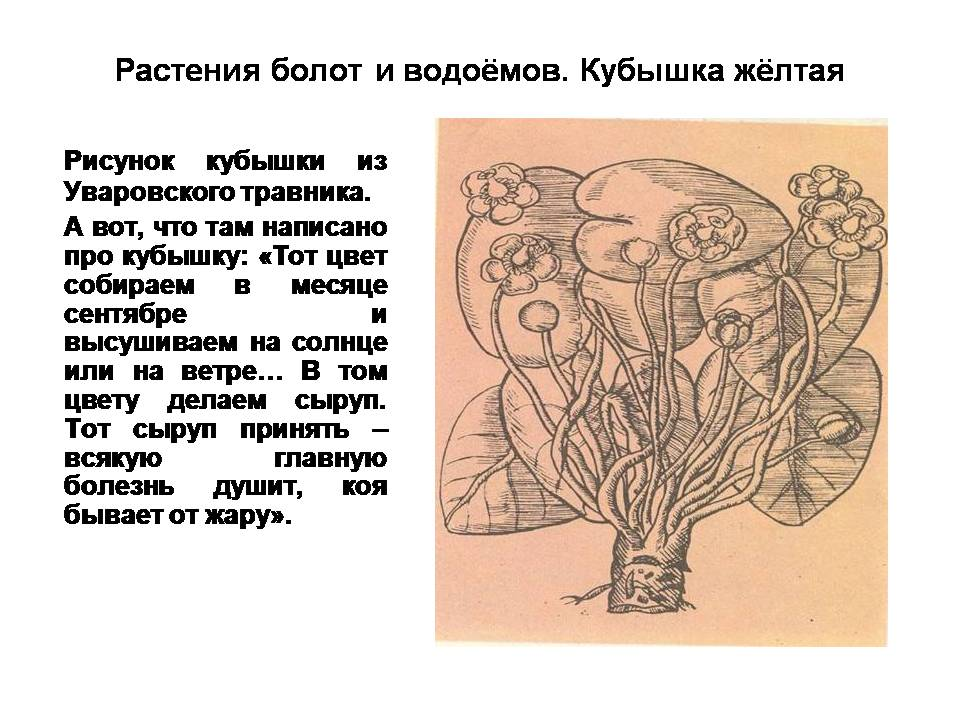 Растения болот и водоёмов. Кубышка жёлтая
Рисунок кубышки из
Уваровского травника.
А вот, что там написано
про кубышку: «Тот цвет
собираем в месяце
сентябре и
высушиваем на солнце
или на ветре… В том
цвету делаем сыруп.
Тот сыруп принять –
всякую главную
болезнь душит, коя
бывает от жару».